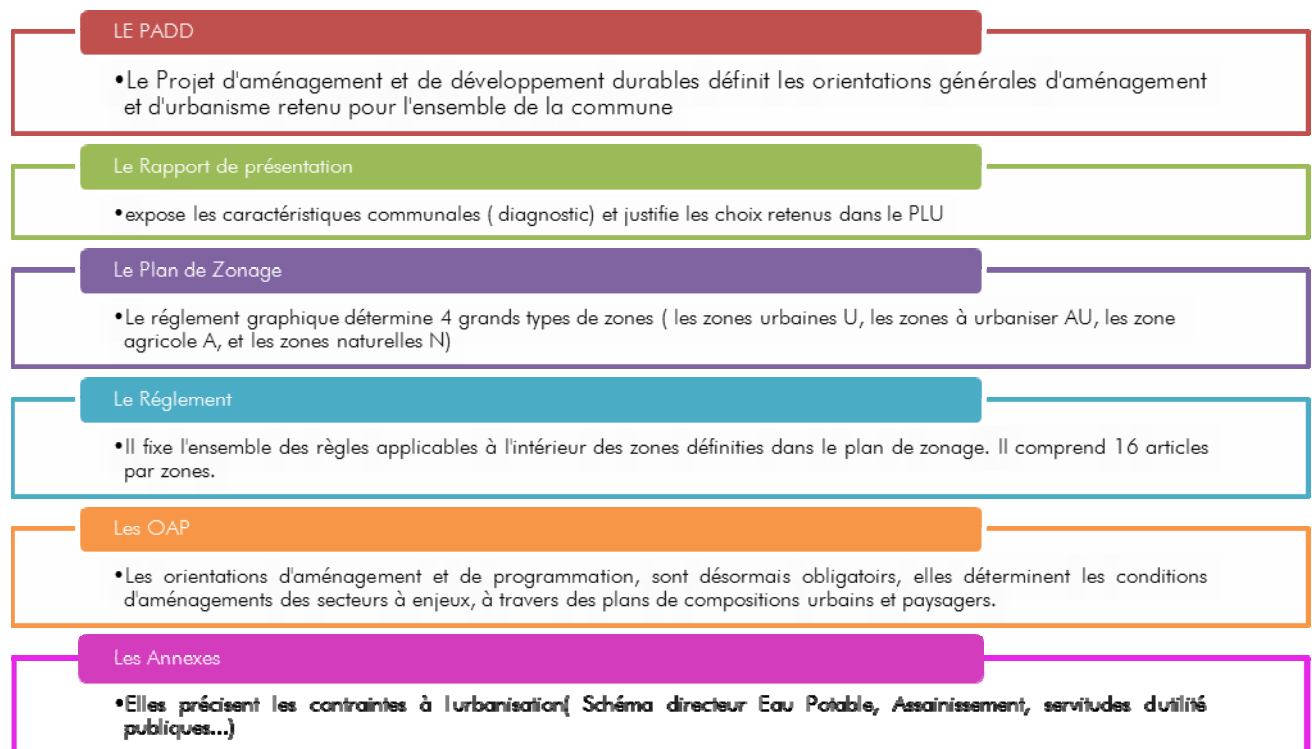 LE PADD
•Le Projet d'aménagement et de développement durables définit les orientations générales d'aménagement
et d'urbanisme retenu pour l'ensemble de la commune
Le Rapport de présentation
•expose les caractéristiques communales ( diagnostic) et justifie les choix retenus dans le PLU
Le Plan de Zonage
•Le réglement graphique détermine 4 grands types de zones ( les zones urbaines U, les zones à urbaniser AU, les zone
agricole A, et les zones naturelles N)
Le Réglement
•Il fixe l'ensemble des règles applicables à l'intérieur des zones définities dans le plan de zonage. Il comprend 16 articles
par zones.
Les OAP
•Les orientations d'aménagement et de programmation, sont désormais obligatoirs, elles déterminent les conditions
d'aménagements des secteurs à enjeux, à travers des plans de compositions urbains et paysagers.
Les Annexes
•Elles précisent les contraintes à l urbanisation( Schéma directeur Eau Potable, Assainissement, servitudes d utilité
publiques...)